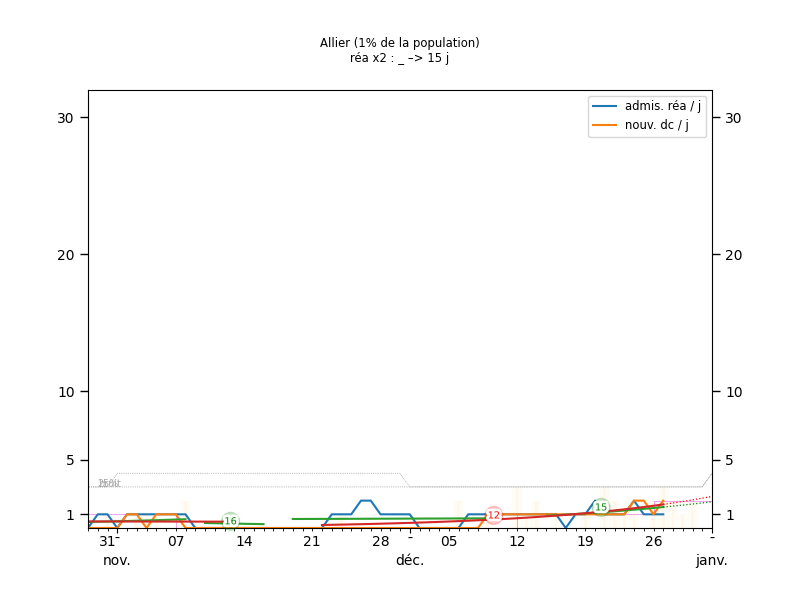 Allier (1% de la population)
réa x2 : _ –> 15 j
admis. réa / j
nouv. dc / j
30 30
20 20
10 10
5 5
1 1
16
12
15
31 07 14 21 28 05 12 19 26
nov. déc. janv.